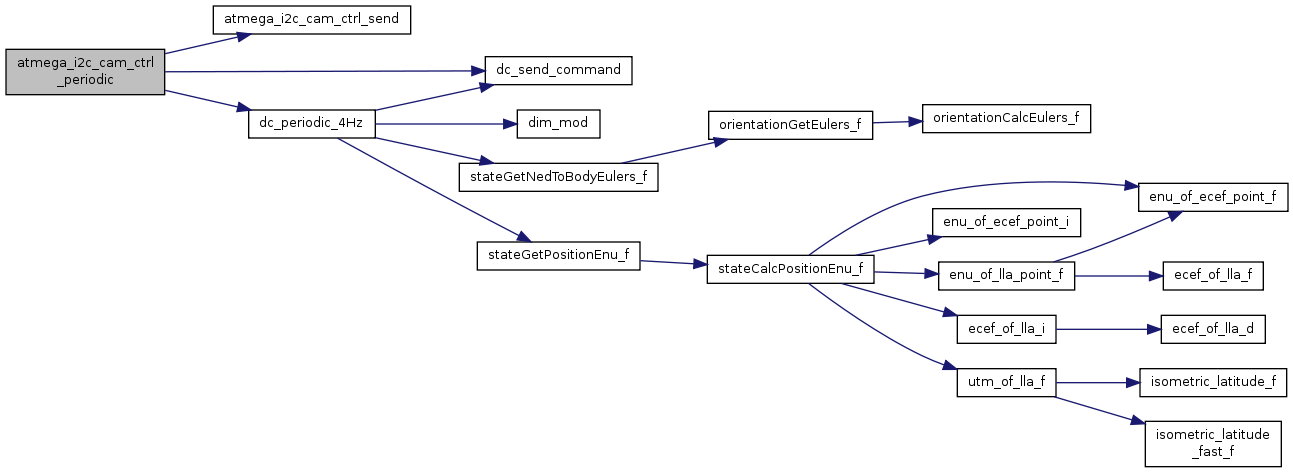 atmega_i2c_cam_ctrl_send
atmega_i2c_cam_ctrl
_periodic
dc_send_command
dc_periodic_4Hz
dim_mod
orientationGetEulers_f
orientationCalcEulers_f
stateGetNedToBodyEulers_f
enu_of_ecef_point_f
enu_of_ecef_point_i
stateGetPositionEnu_f
stateCalcPositionEnu_f
enu_of_lla_point_f
ecef_of_lla_f
ecef_of_lla_i
ecef_of_lla_d
utm_of_lla_f
isometric_latitude_f
isometric_latitude
_fast_f